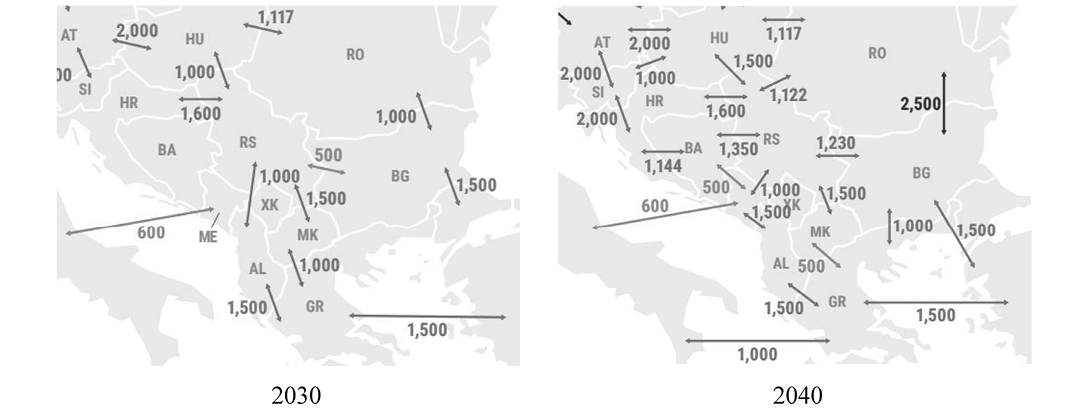 1,117
2,000
AT
HU
RO
00
1,000
SI
HR
1,600
1,000
RS
BA
500
1,000
BG
1,500
XK
1,500
600
ME
MK
AL
1,000
1,500
GR
1,500
2030
1,117
AT
2,000
HU
RO
1,500
2,000
1,000
SI
HR
1,122
1,600
2,500
2,000
RS
BA
1,350
1,230
1,144
BG
500
1,000
1,500
600
XK
1,500
1,000
1,500
MK
AL
500
1,500
GR
1,500
1,000
2040